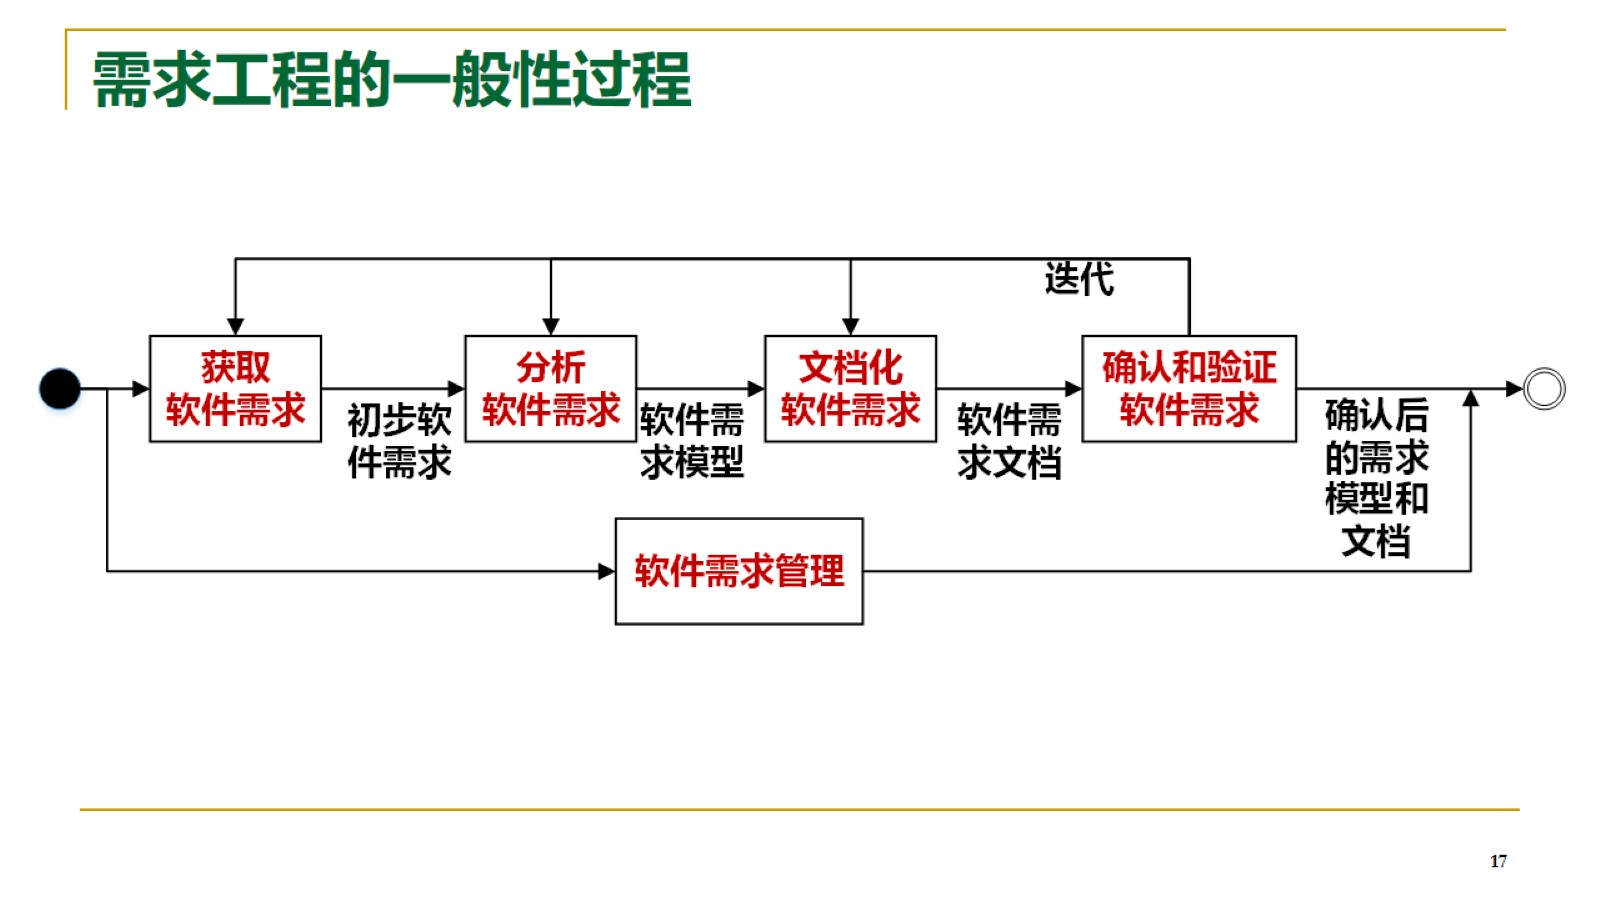 需求工程的一般性过程
迭代
获取
软件需求
初步软
件需求
分析
软件需求
软件需
求模型
文档化
软件需求
软件需
求文档
确认和验证
软件需求
确认后
的需求
模型和
文档
软件需求管理
17